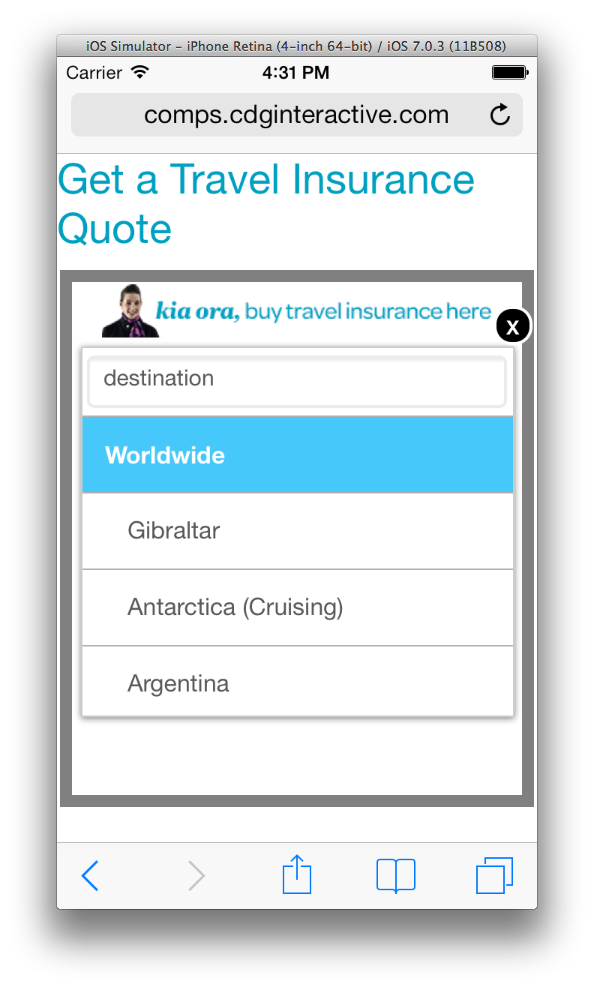 iOS Simulator – iPhone Retina (4-inch 64-bit) / iOS 7.0.3 (11B508)
Carrier 4:31 PM
comps.cdginteractive.com
Get a Travel Insurance
Quote
kia ora, buy travel insurance here
x
destination
Worldwide
Gibraltar
Antarctica (Cruising)
Argentina